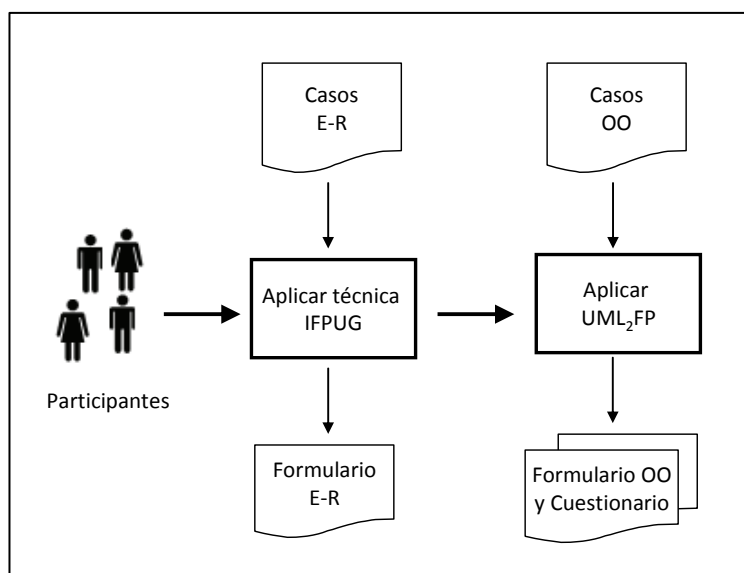 Casos
E-R
Casos
OO
Aplicar técnica
IFPUG
Aplicar
UML₂FP
Participantes
Formulario
E-R
Formulario OO
y Cuestionario